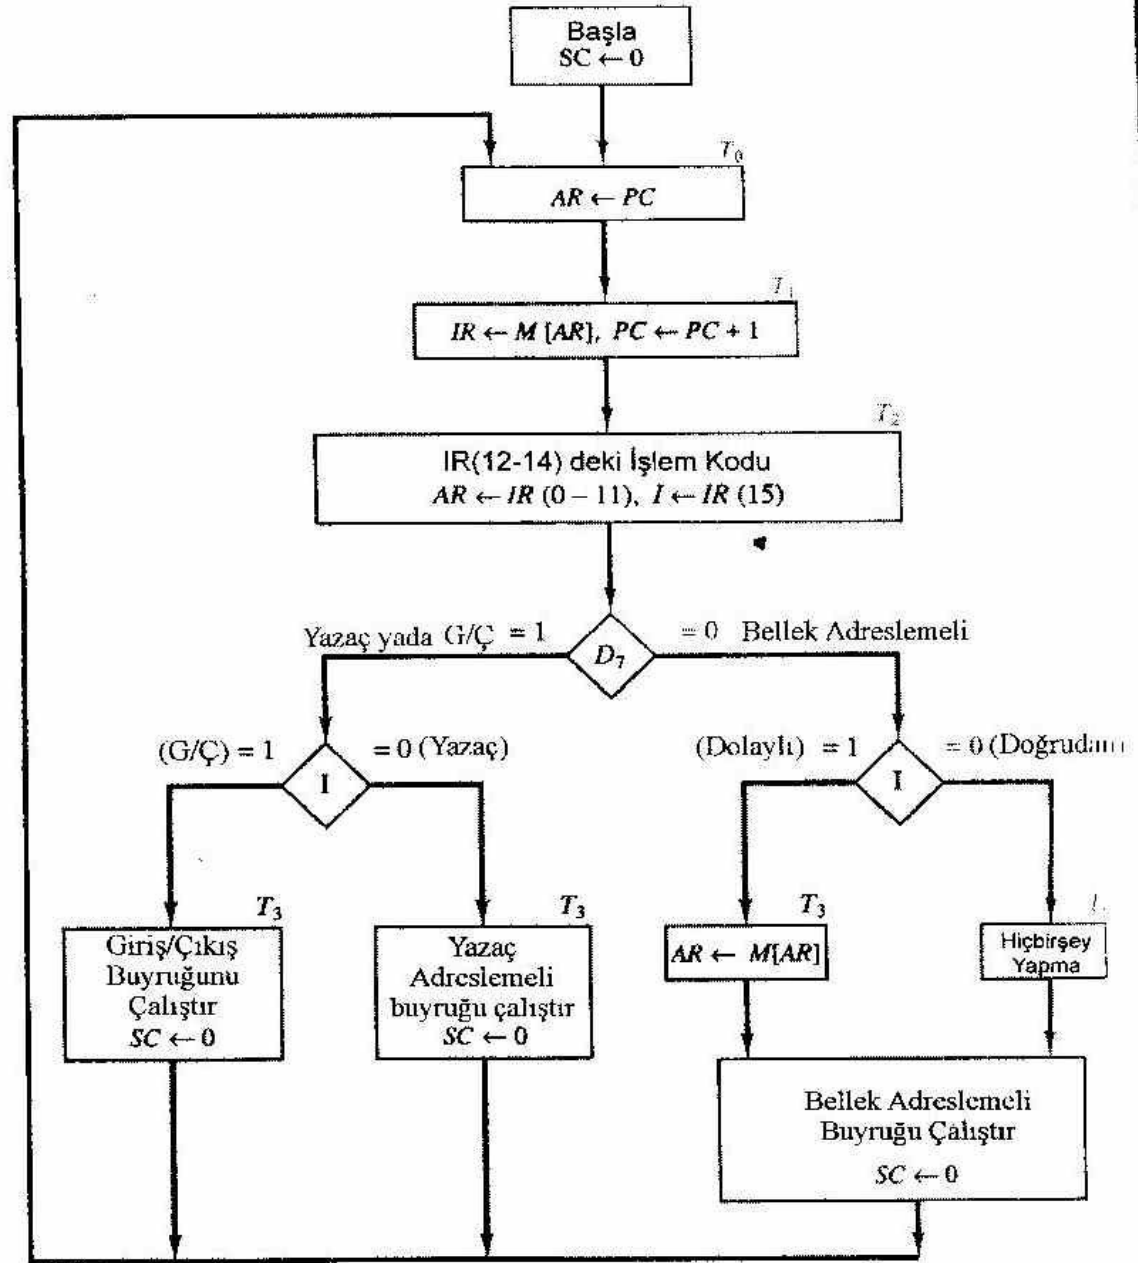 Başla
SC ← 0
T₀
AR ← PC
T₁
IR ← M [AR], PC ← PC + 1
T₂
IR(12-14) deki İşlem Kodu
AR ← IR (0 – 11), I ← IR (15)
Yazaç yada G/Ç = 1
D₇
= 0 Bellek Adreslemeli
(G/Ç) = 1
I
= 0 (Yazaç)
(Dolaylı) = 1
I
= 0 (Doğrudan
T₃
Giriş/Çıkış
Buyruğunu
Çalıştır
SC ← 0
T₃
Yazaç
Adreslemeli
buyruğu çalıştır
SC ← 0
T₃
AR ← M[AR]
Hiçbirşey
Yapma
Bellek Adreslemeli
Buyruğu Çalıştır
SC ← 0